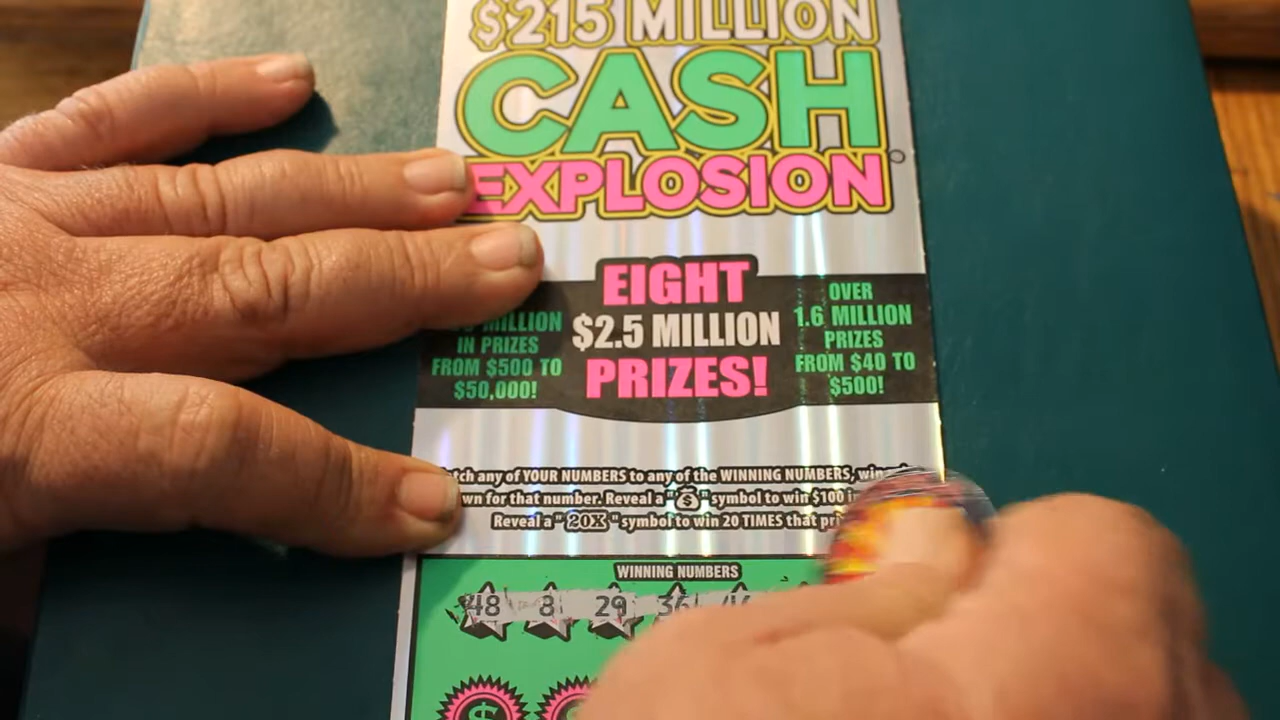 $215 MILLION
CASH
EXPLOSION
EIGHT
$2.5 MILLION
PRIZES!
MILLION
IN PRIZES
FROM $500 TO
$50,000!
OVER
1.6 MILLION
PRIZES
FROM $40 TO
$500!
any of YOUR NUMBERS to any of the WINNING NUMBERS, win
for that number. Reveal a " $ " symbol to win $100
Reveal a " 20X " symbol to win 20 TIMES that
WINNING NUMBERS
48 8 29 36